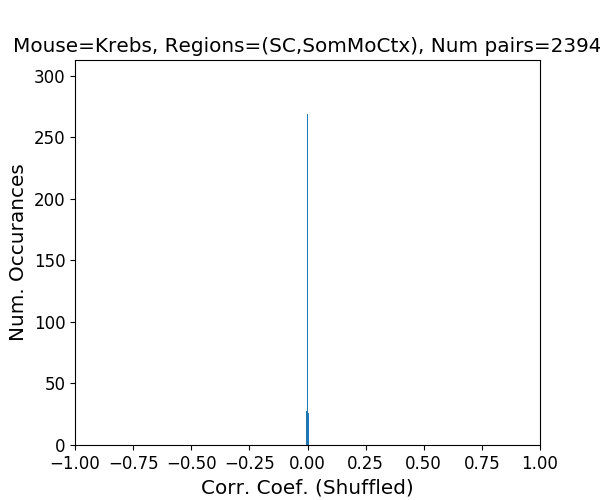 Mouse=Krebs, Regions=(SC,SomMoCtx), Num pairs=2394
300
250
200
150
100
50
0
Num. Occurances
−1.00 −0.75 −0.50 −0.25 0.00 0.25 0.50 0.75 1.00
Corr. Coef. (Shuffled)